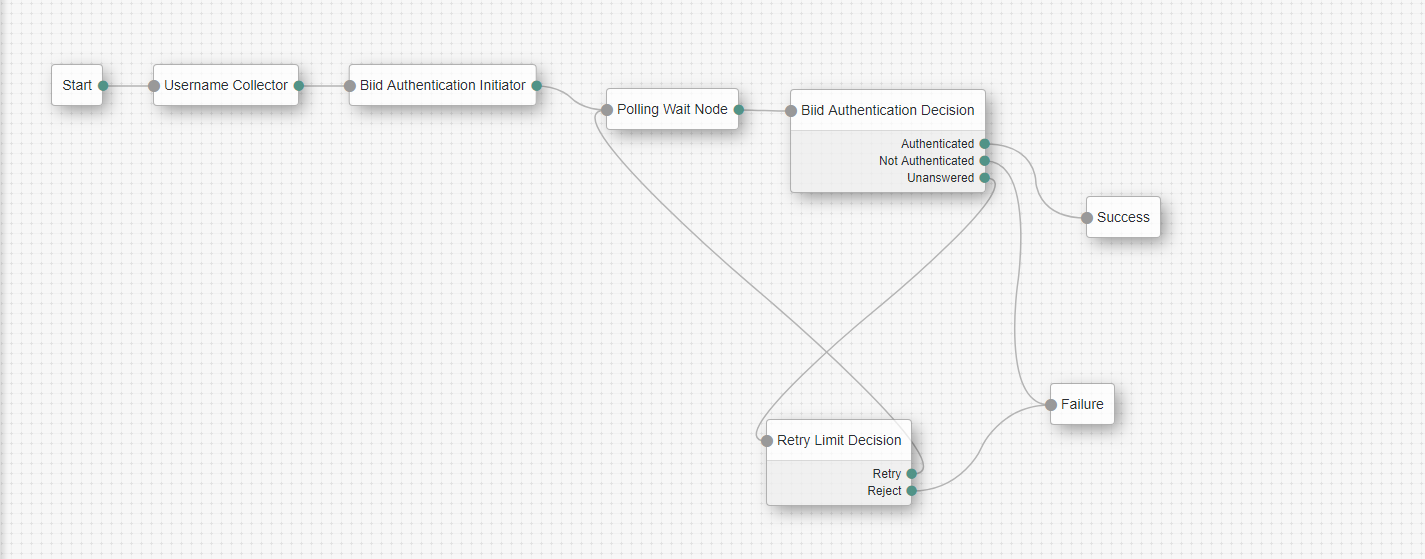 Start
Username Collector
Biid Authentication Initiator
Polling Wait Node
Biid Authentication Decision
Authenticated
Not Authenticated
Unanswered
Success
Failure
Retry Limit Decision
Retry
Reject